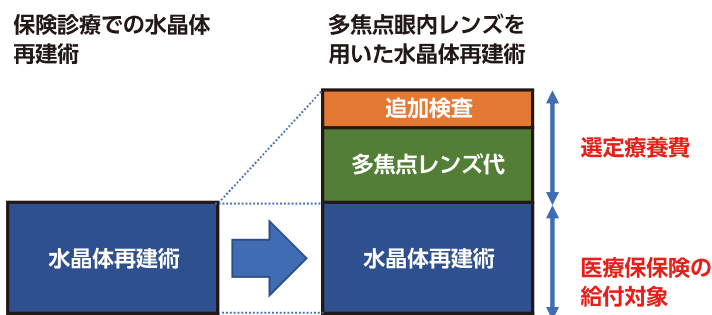 保険診療での水晶体
再建術
多焦点眼内レンズを
用いた水晶体再建術
追加検査
多焦点レンズ代
選定療養費
水晶体再建術
水晶体再建術
医療保保険の
給付対象